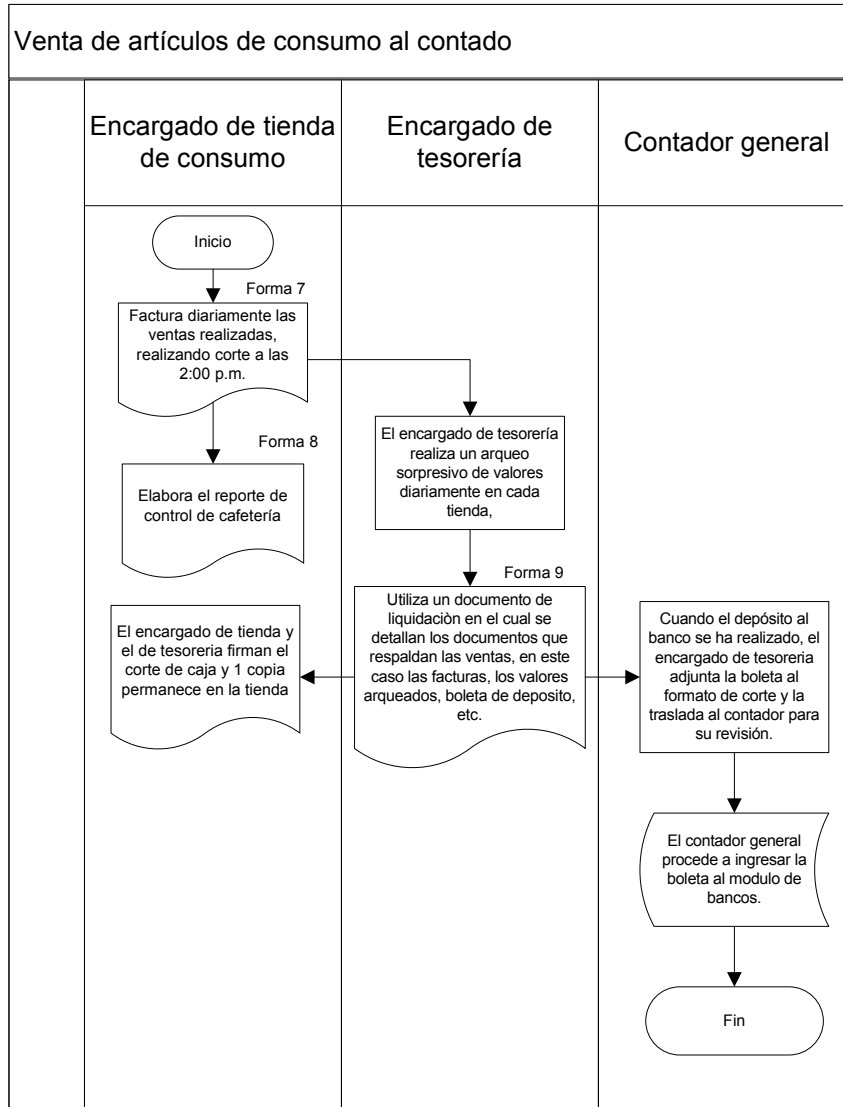 Venta de artículos de consumo al contado
Encargado de tienda
de consumo
Encargado de
tesorería
Contador general
Inicio
Forma 7
Factura diariamente las
ventas realizadas,
realizando corte a las
2:00 p.m.
Forma 8
Elabora el reporte de
control de cafetería
El encargado de tesorería
realiza un arqueo
sorpresivo de valores
diariamente en cada
tienda,
Forma 9
Utiliza un documento de
liquidaciòn en el cual se
detallan los documentos que
respaldan las ventas, en este
caso las facturas, los valores
arqueados, boleta de deposito,
etc.
El encargado de tienda y
el de tesoreria firman el
corte de caja y 1 copia
permanece en la tienda
Cuando el depósito al
banco se ha realizado, el
encargado de tesoreria
adjunta la boleta al
formato de corte y la
traslada al contador para
su revisión.
El contador general
procede a ingresar la
boleta al modulo de
bancos.
Fin